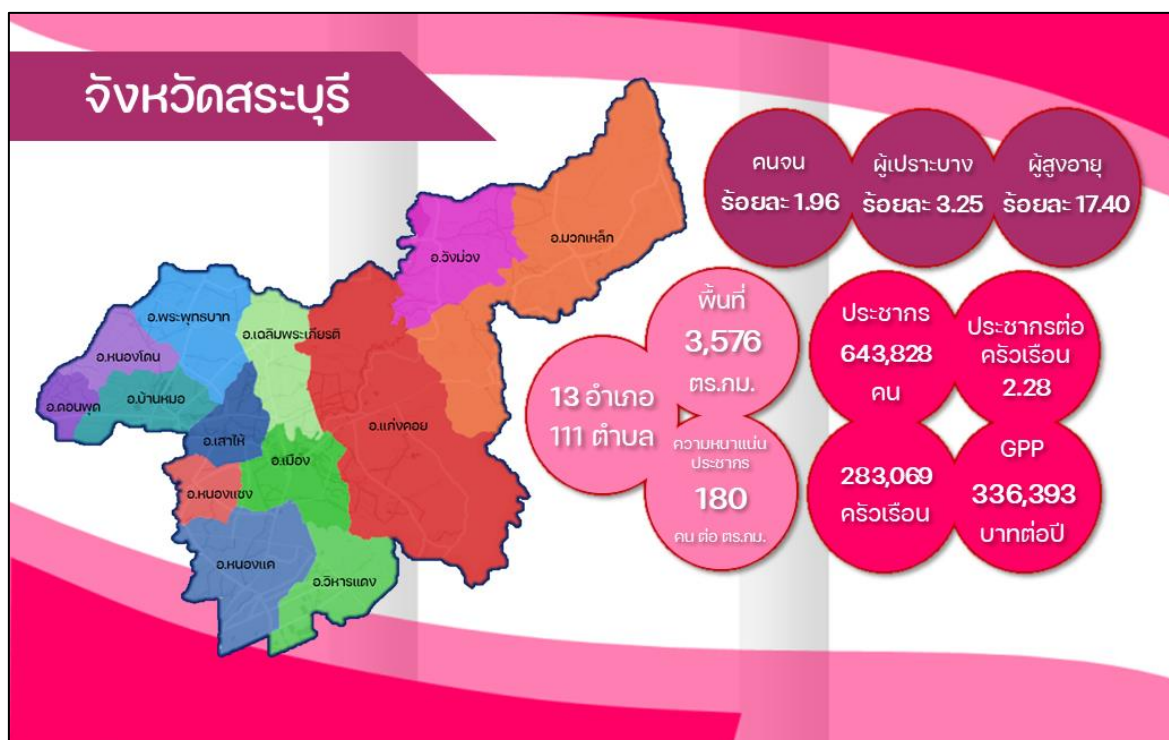 จังหวัดสระบุรี
คนจน
ร้อยละ 1.96
ผู้เปราะบาง
ร้อยละ 3.25
ผู้สูงอายุ
ร้อยละ 17.40
อ.มวกเหล็ก
อ.วังม่วง
อ.พระพุทธบาท
อ.เฉลิมพระเกียรติ
อ.หนองโดน
อ.ดอนพุด
อ.บ้านหมอ
อ.เสาไห้
อ.เมือง
อ.แก่งคอย
อ.หนองแซง
อ.หนองแค
อ.วิหารแดง
13 อำเภอ
111 ตำบล
พื้นที่
3,576
ตร.กม.
ความหนาแน่น
ประชากร
180
คน ต่อ ตร.กม.
ประชากร
643,828
คน
ประชากรต่อ
ครัวเรือน
2.28
283,069
ครัวเรือน
GPP
336,393
บาทต่อปี